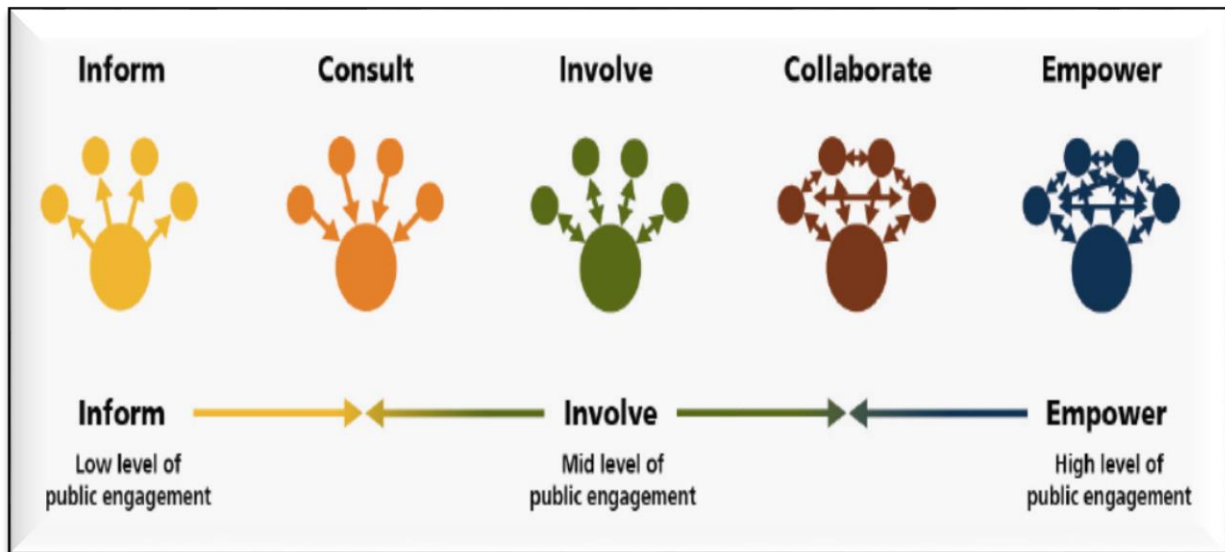 Inform Consult Involve Collaborate Empower
Inform Involve Empower
Low level of Mid level of High level of
public engagement public engagement public engagement